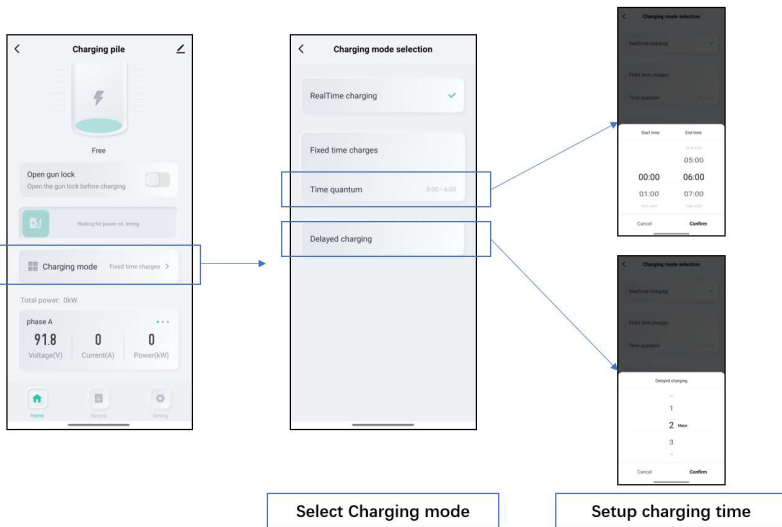 Charging pile
Free
Open gun lock
Open the gun lock before charging
Waiting for power on, timing
Charging mode Fixed time charges >
Total power: 0kW
phase A
91.8 0 0
Voltage(V) Current(A) Power(kW)
Home Record Setting
Charging mode selection
RealTime charging
Fixed time charges
Time quantum 0:00 - 6:00
Delayed charging
Select Charging mode
Charging mode selection
RealTime charging
Fixed time charges
Time quantum
Start time End time
05:00
00:00 06:00
01:00 07:00
Cancel Confirm
Charging mode selection
RealTime charging
Fixed time charges
Time quantum
Delayed charging
1
2 Hour
3
Cancel Confirm
Setup charging time